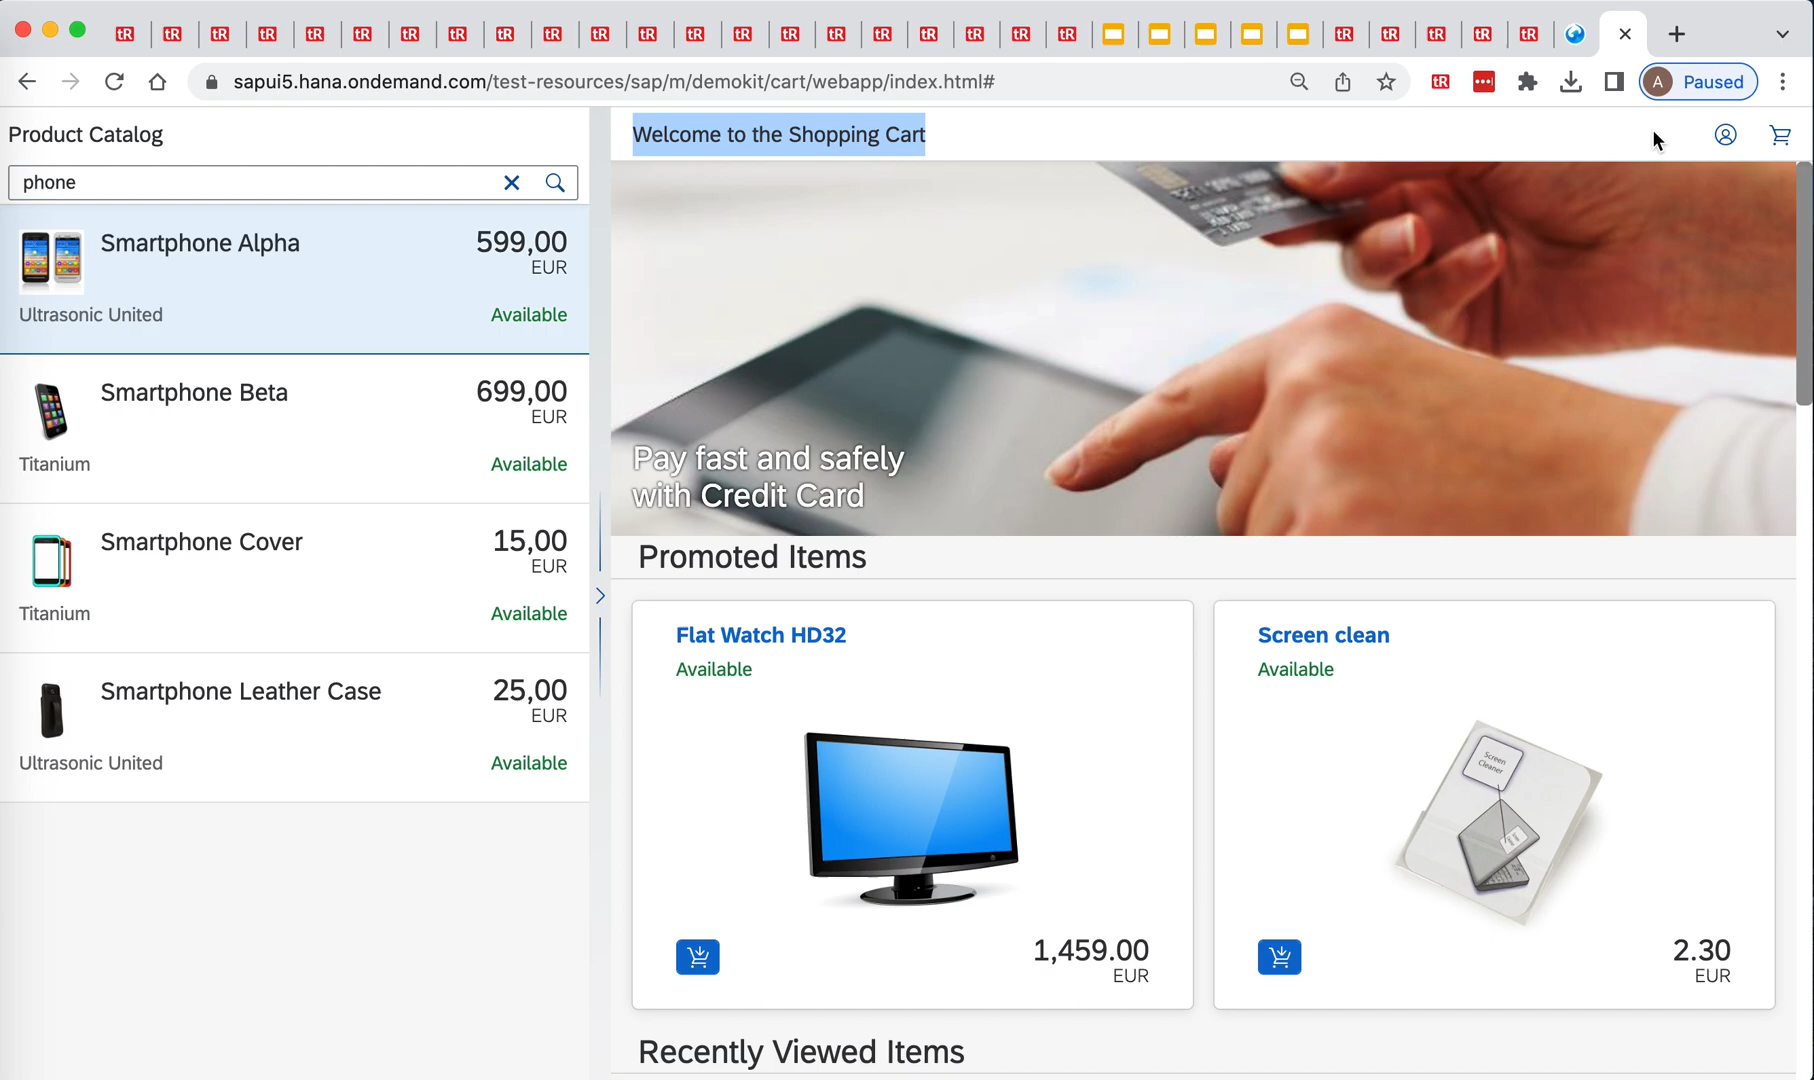 sapui5.hana.ondemand.com/test-resources/sap/m/demokit/cart/webapp/index.html#
A Paused
Product Catalog
phone
Smartphone Alpha
599,00
EUR
Ultrasonic United
Available
Smartphone Beta
699,00
EUR
Titanium
Available
Smartphone Cover
15,00
EUR
Titanium
Available
Smartphone Leather Case
25,00
EUR
Ultrasonic United
Available
Welcome to the Shopping Cart
Pay fast and safely
with Credit Card
Promoted Items
Flat Watch HD32
Available
1,459.00
EUR
Screen clean
Available
Screen
Cleaner
2.30
EUR
Recently Viewed Items